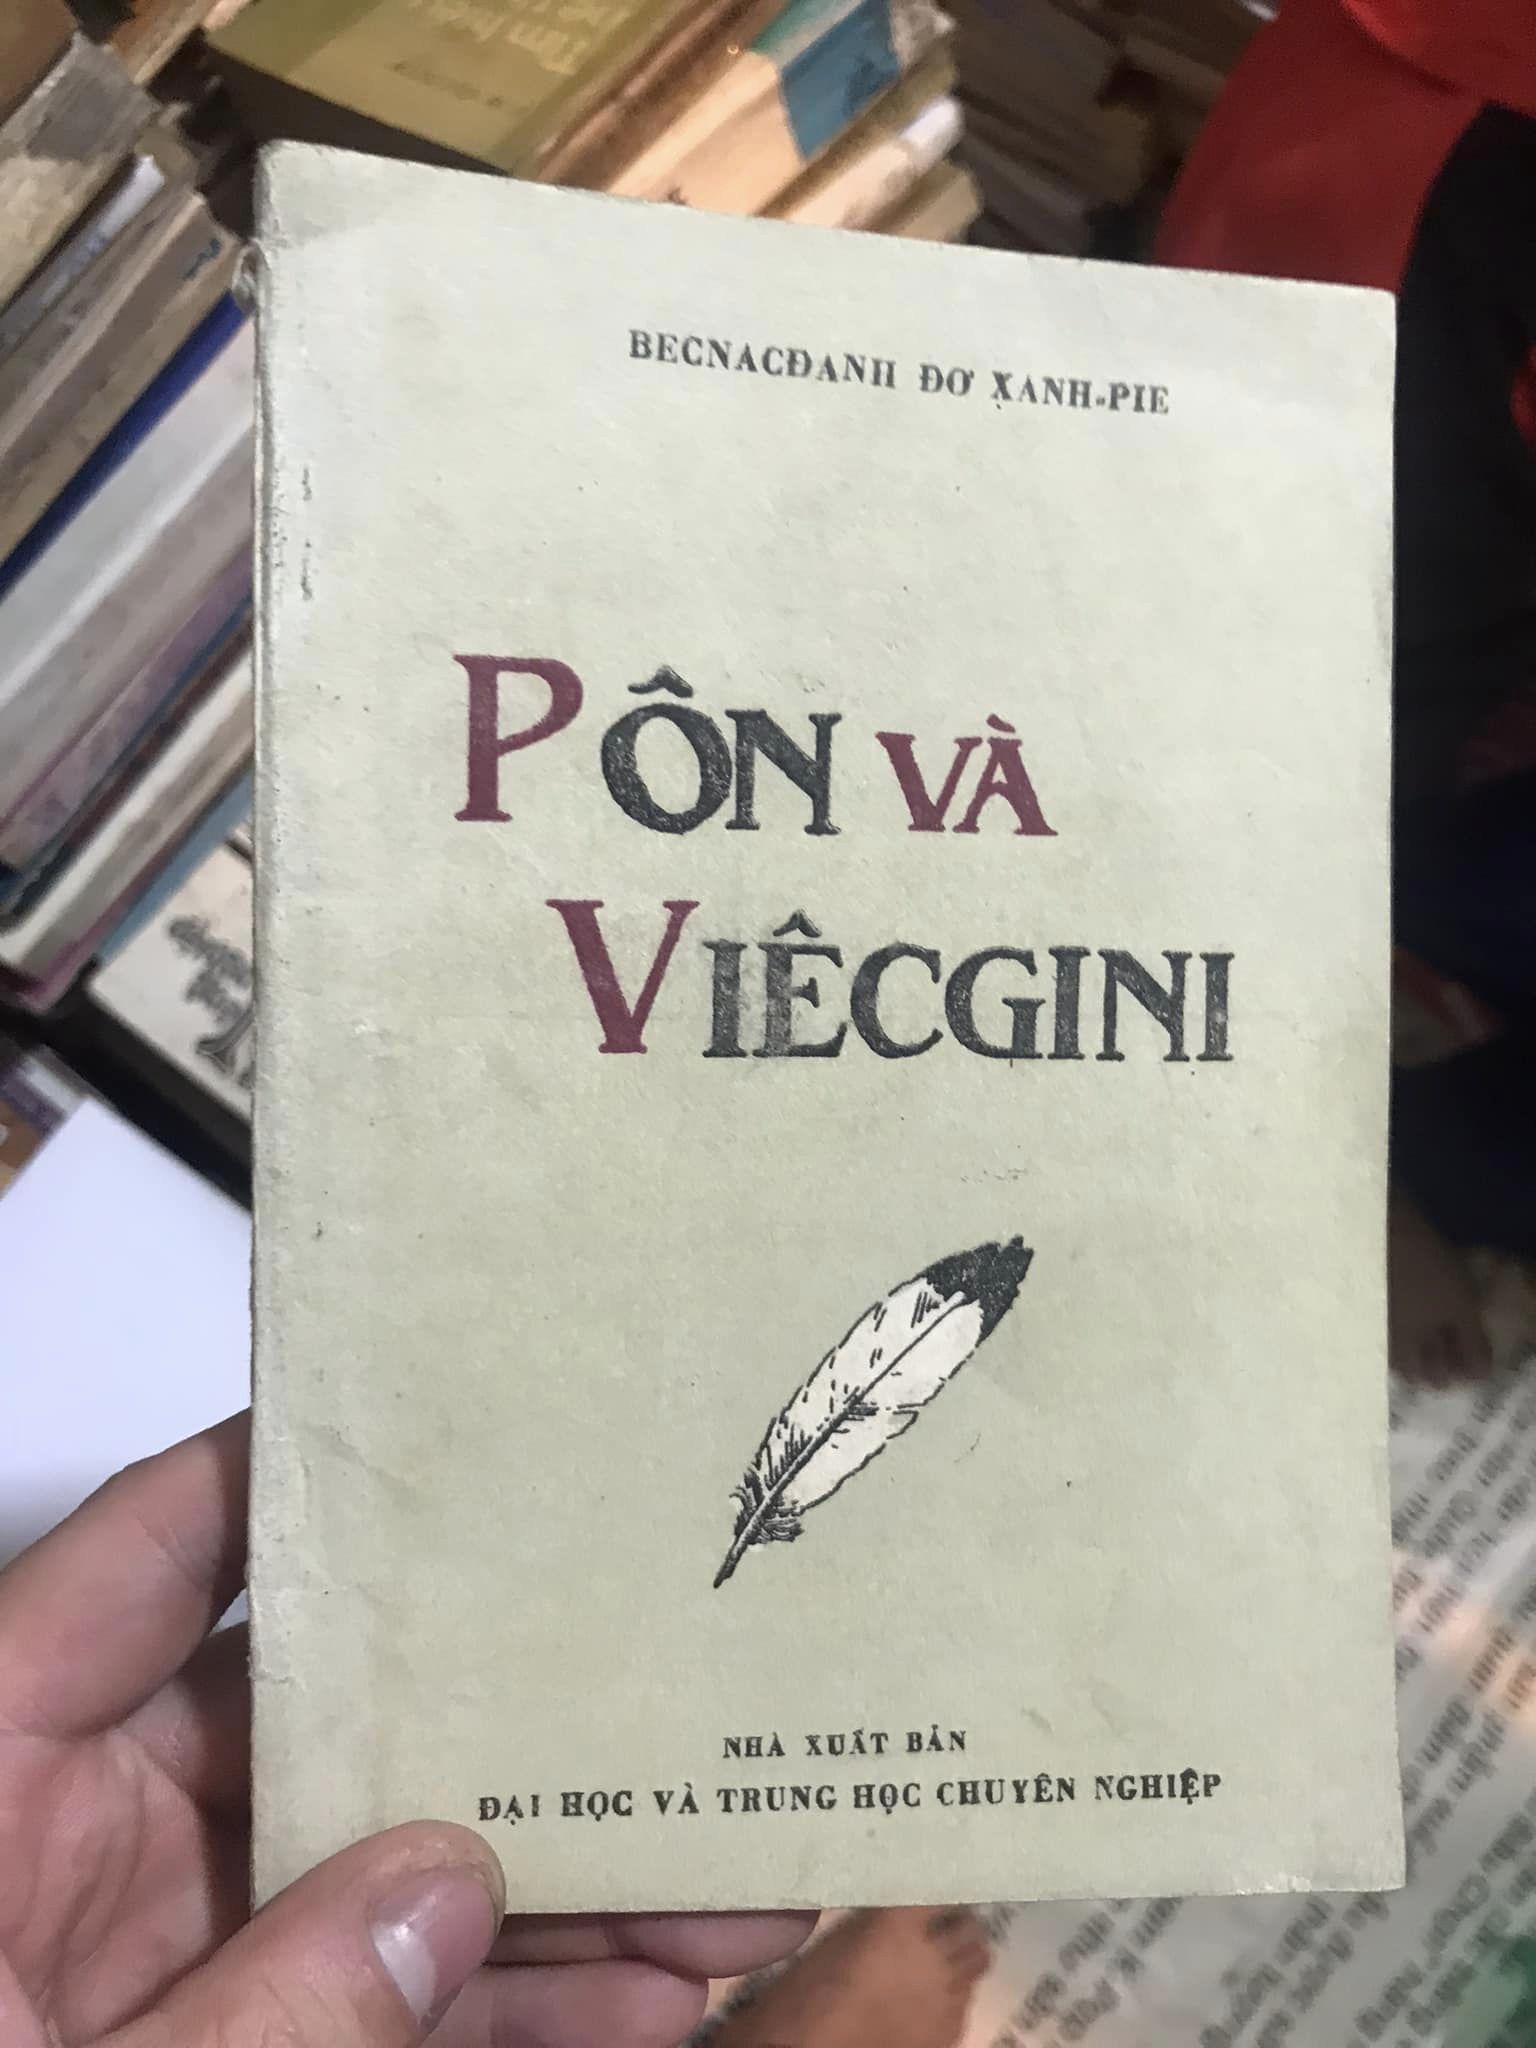 BECNACĐANH ĐƠ XANH-PIE
PÔN VÀ
VIÊCGINI
NHÀ XUẤT BẢN
ĐẠI HỌC VÀ TRUNG HỌC CHUYÊN NGHIỆP